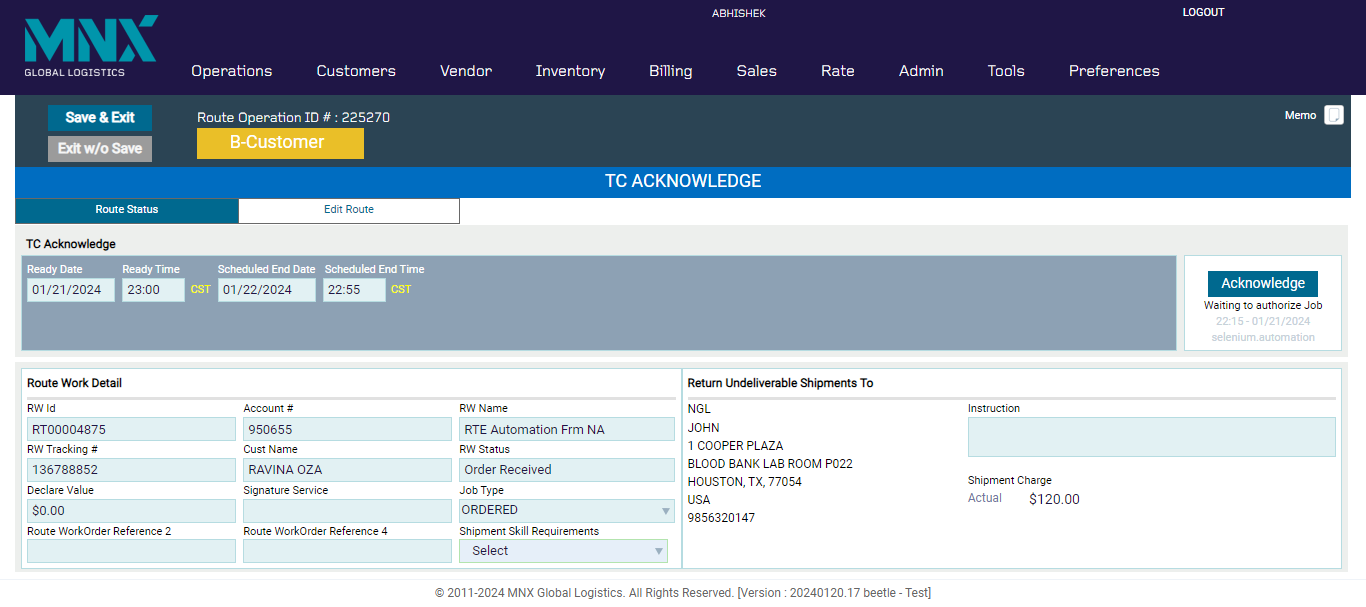 ABHISHEK
LOGOUT
MNX
GLOBAL LOGISTICS
Operations Customers Vendor Inventory Billing Sales Rate Admin Tools Preferences
Save & Exit
Exit w/o Save
Route Operation ID # : 225270
B-Customer
Memo
TC ACKNOWLEDGE
Route Status Edit Route
TC Acknowledge
Ready Date Ready Time Scheduled End Date Scheduled End Time
01/21/2024 23:00 CST 01/22/2024 22:55 CST
Acknowledge
Waiting to authorize Job
22:15 - 01/21/2024
selenium.automation
Route Work Detail
RW Id Account # RW Name
RT00004875 950655 RTE Automation Frm NA
RW Tracking # Cust Name RW Status
136788852 RAVINA OZA Order Received
Declare Value Signature Service Job Type
$0.00 ORDERED
Route WorkOrder Reference 2 Route WorkOrder Reference 4 Shipment Skill Requirements
Select
Return Undeliverable Shipments To
NGL
JOHN
1 COOPER PLAZA
BLOOD BANK LAB ROOM P022
HOUSTON, TX, 77054
USA
9856320147
Instruction
Shipment Charge
Actual $120.00
© 2011-2024 MNX Global Logistics. All Rights Reserved. [Version : 20240120.17 beetle - Test]